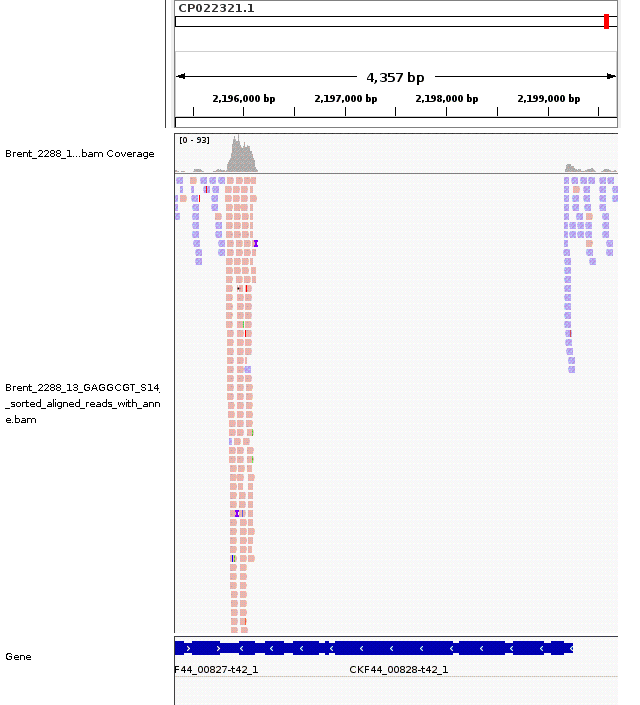 CP022321.1
4,357 bp
2,196,000 bp 2,197,000 bp 2,198,000 bp 2,199,000 bp
[0 - 93]
Brent_2288_1...bam Coverage
Brent_2288_13_GAGGCGT_S14_
_sorted_aligned_reads_with_ann
e.bam
Gene
F44_00827-t42_1 CKF44_00828-t42_1